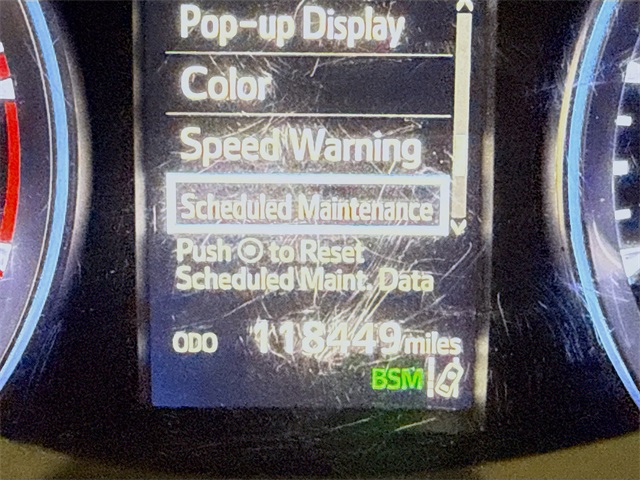 Pop-up Display
Color
Speed Warning
Scheduled Maintenance
Push to Reset
Scheduled Maint. Data
ODO 118449 miles
BSM